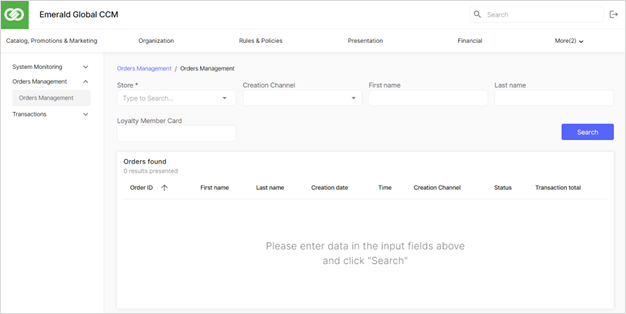 Emerald Global CCM
Search
Catalog, Promotions & Marketing Organization Rules & Policies Presentation Financial More(2)
System Monitoring
Orders Management
Orders Management
Transactions
Orders Management / Orders Management
Store * Creation Channel First name Last name
Type to Search...
Loyalty Member Card
Search
Orders found
0 results presented
Order ID First name Last name Creation date Time Creation Channel Status Transaction total
Please enter data in the input fields above
and click "Search"